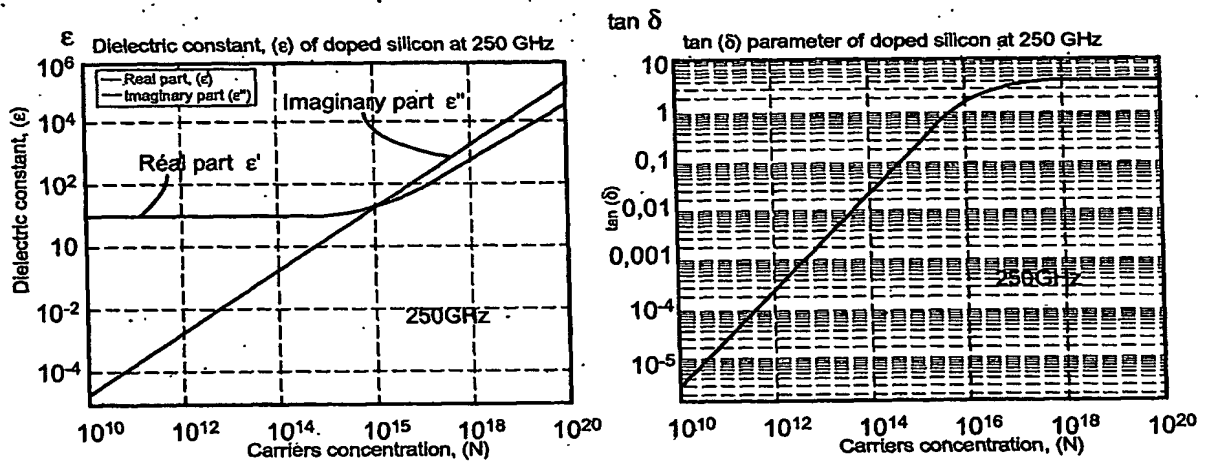 ε Dielectric constant, (ε) of doped silicon at 250 GHz
10⁶
Real part, (ε)
Imaginary part (ε")
Imaginary part ε"
10⁴
Réal part ε'
10²
10
10⁻²
250GHz
10⁻⁴
Dielectric constant, (ε)
10¹⁰ 10¹² 10¹⁴ 10¹⁵ 10¹⁸ 10²⁰
Carriers concentration, (N)
tan δ
tan (δ) parameter of doped silicon at 250 GHz
10
1
0,1
0,01
0,001
250GHz
10⁻⁴
10⁻⁵
tan (δ)
10¹⁰ 10¹² 10¹⁴ 10¹⁶ 10¹⁸ 10²⁰
Carriers concentration, (N)